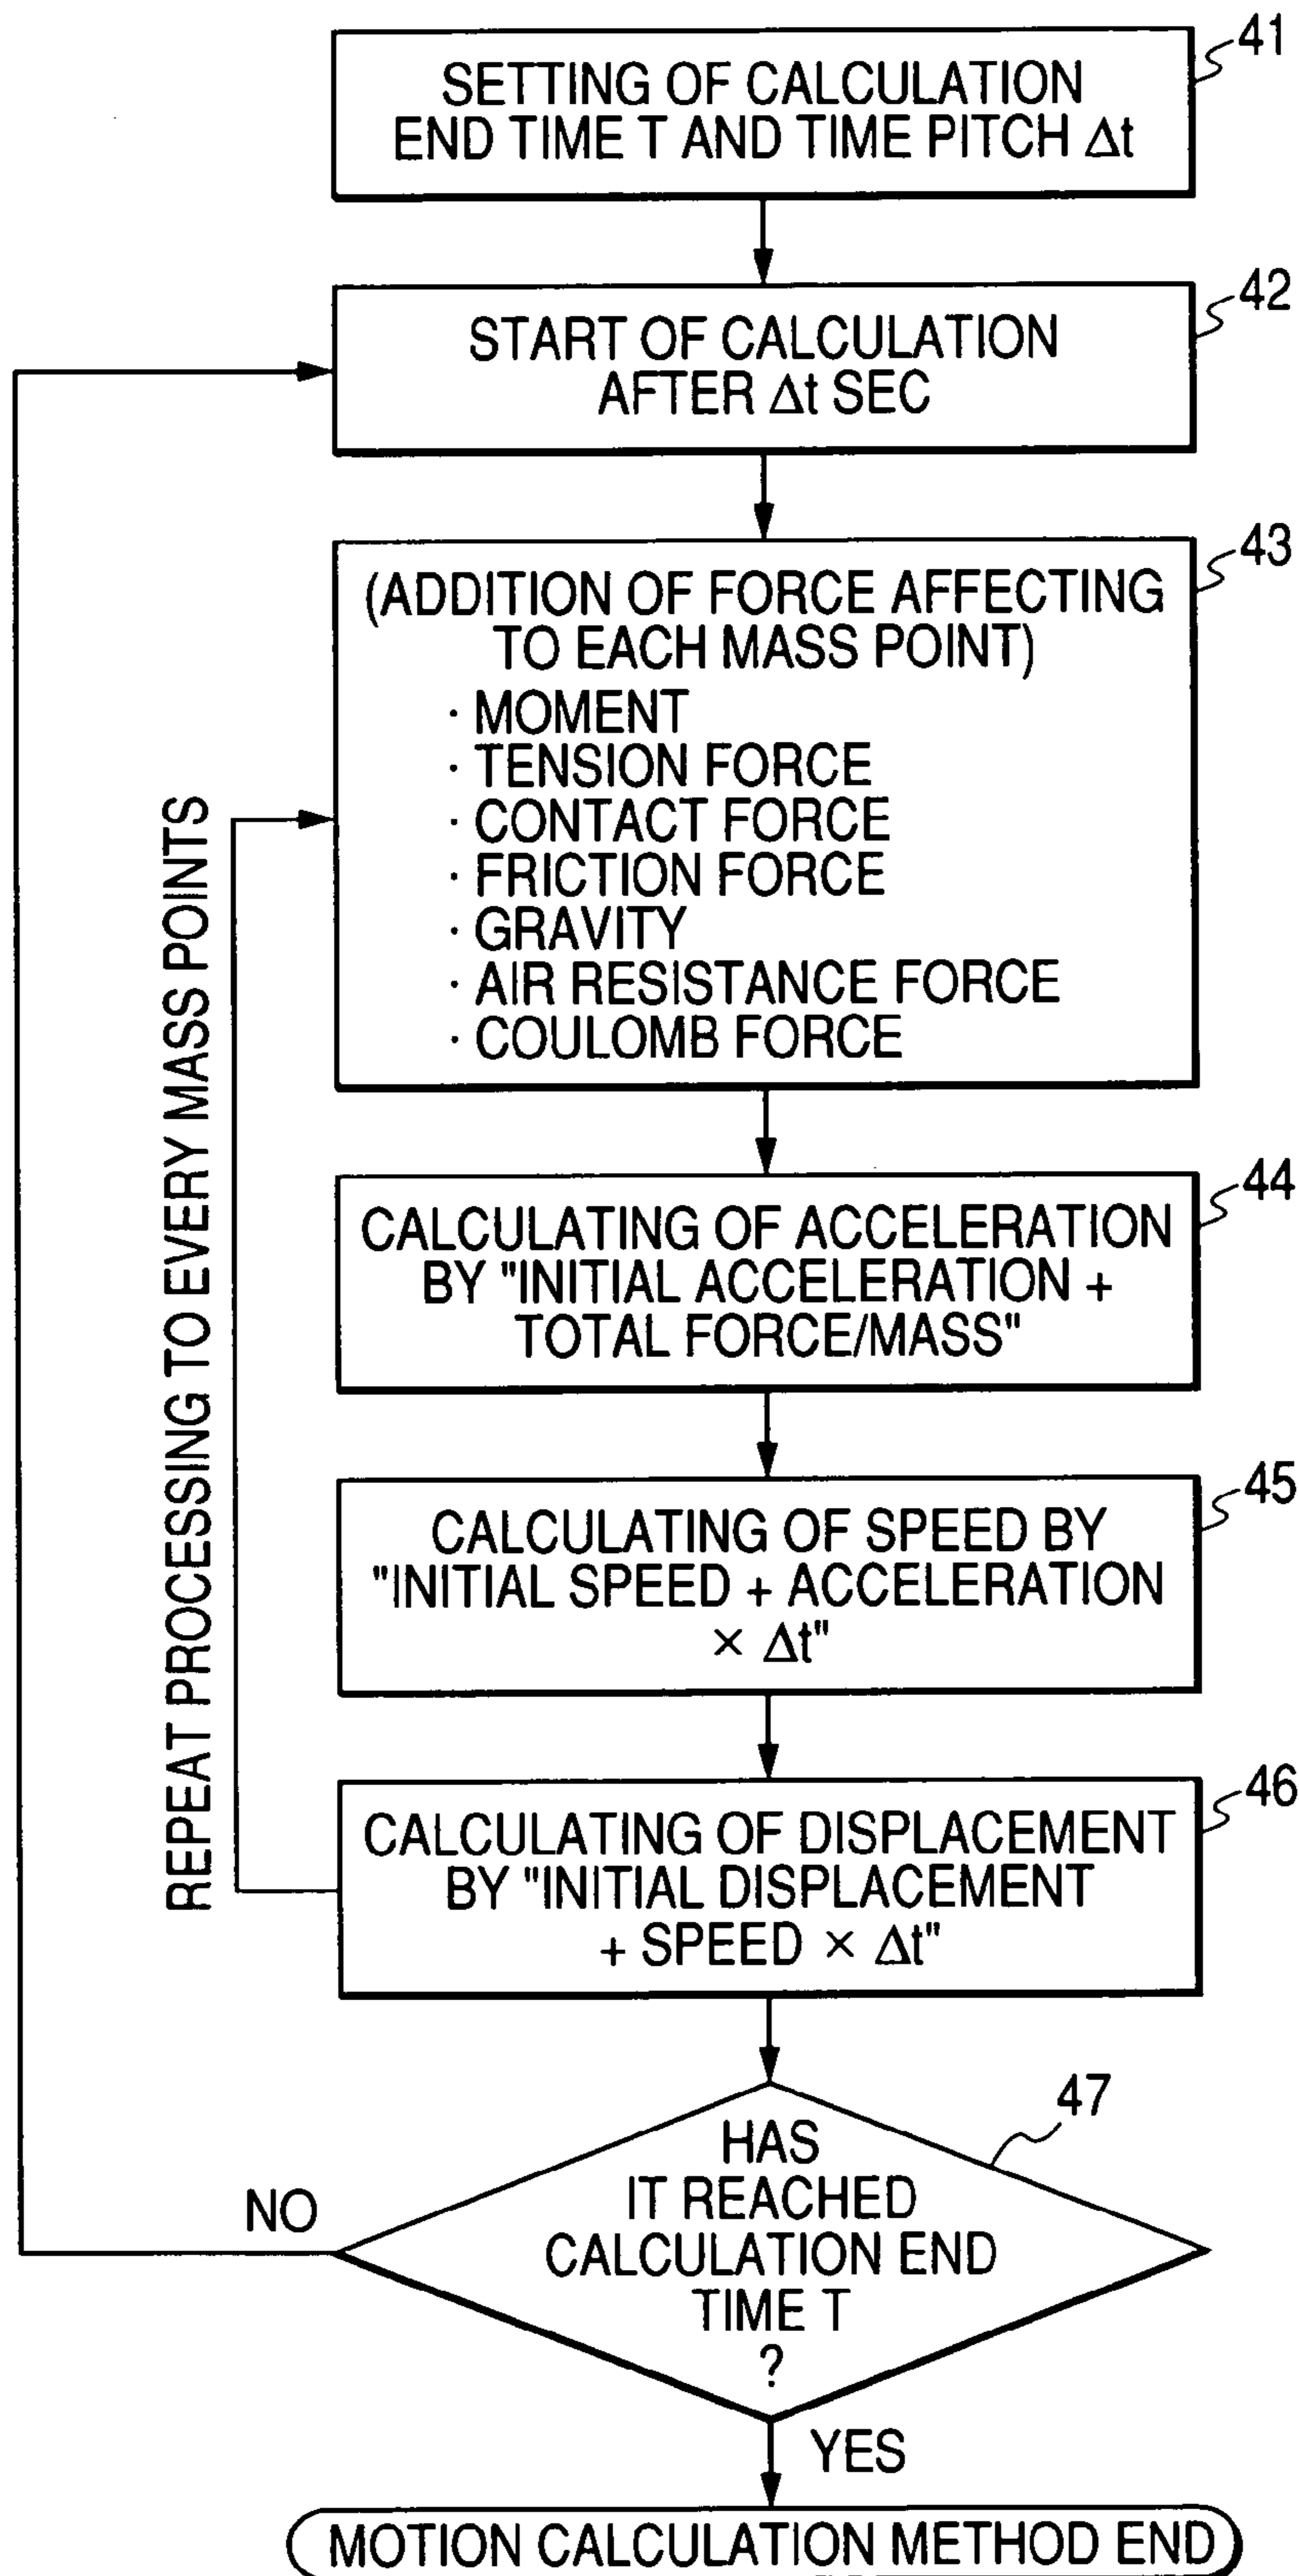 41
SETTING OF CALCULATION
END TIME T AND TIME PITCH Δt
42
START OF CALCULATION
AFTER Δt SEC
43
(ADDITION OF FORCE AFFECTING
TO EACH MASS POINT)
· MOMENT
· TENSION FORCE
· CONTACT FORCE
· FRICTION FORCE
· GRAVITY
· AIR RESISTANCE FORCE
· COULOMB FORCE
REPEAT PROCESSING TO EVERY MASS POINTS
44
CALCULATING OF ACCELERATION
BY "INITIAL ACCELERATION +
TOTAL FORCE/MASS"
45
CALCULATING OF SPEED BY
"INITIAL SPEED + ACCELERATION
× Δt"
46
CALCULATING OF DISPLACEMENT
BY "INITIAL DISPLACEMENT
+ SPEED × Δt"
47
HAS
IT REACHED
CALCULATION END
TIME T
?
NO
YES
MOTION CALCULATION METHOD END